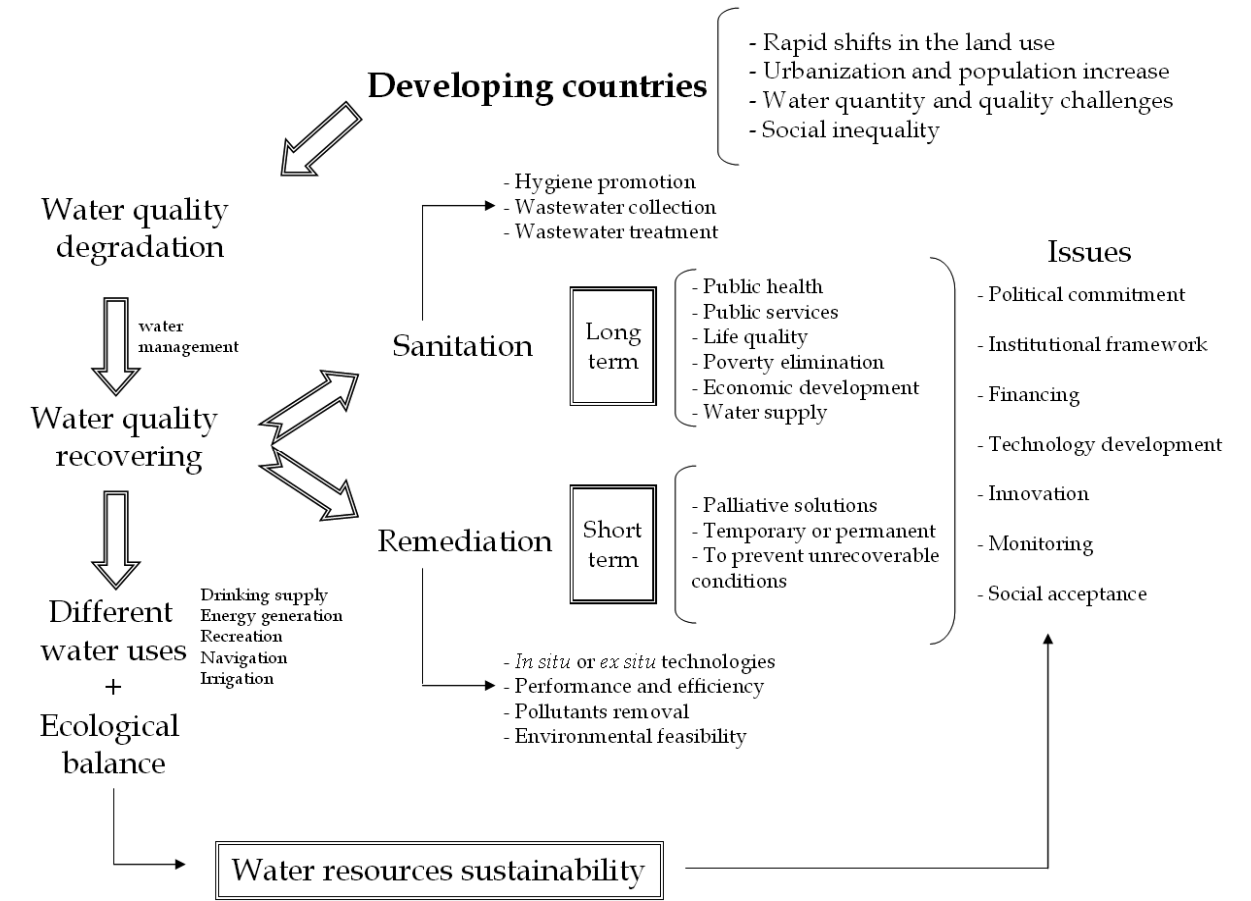 Developing countries
- Rapid shifts in the land use
- Urbanization and population increase
- Water quantity and quality challenges
- Social inequality
Water quality
degradation
water
management
Water quality
recovering
Different
water uses
+
Ecological
balance
Drinking supply
Energy generation
Recreation
Navigation
Irrigation
- Hygiene promotion
- Wastewater collection
- Wastewater treatment
Sanitation
Long
term
- Public health
- Public services
- Life quality
- Poverty elimination
- Economic development
- Water supply
Remediation
Short
term
- Palliative solutions
- Temporary or permanent
- To prevent unrecoverable
conditions
- In situ or ex situ technologies
- Performance and efficiency
- Pollutants removal
- Environmental feasibility
Issues
- Political commitment
- Institutional framework
- Financing
- Technology development
- Innovation
- Monitoring
- Social acceptance
Water resources sustainability